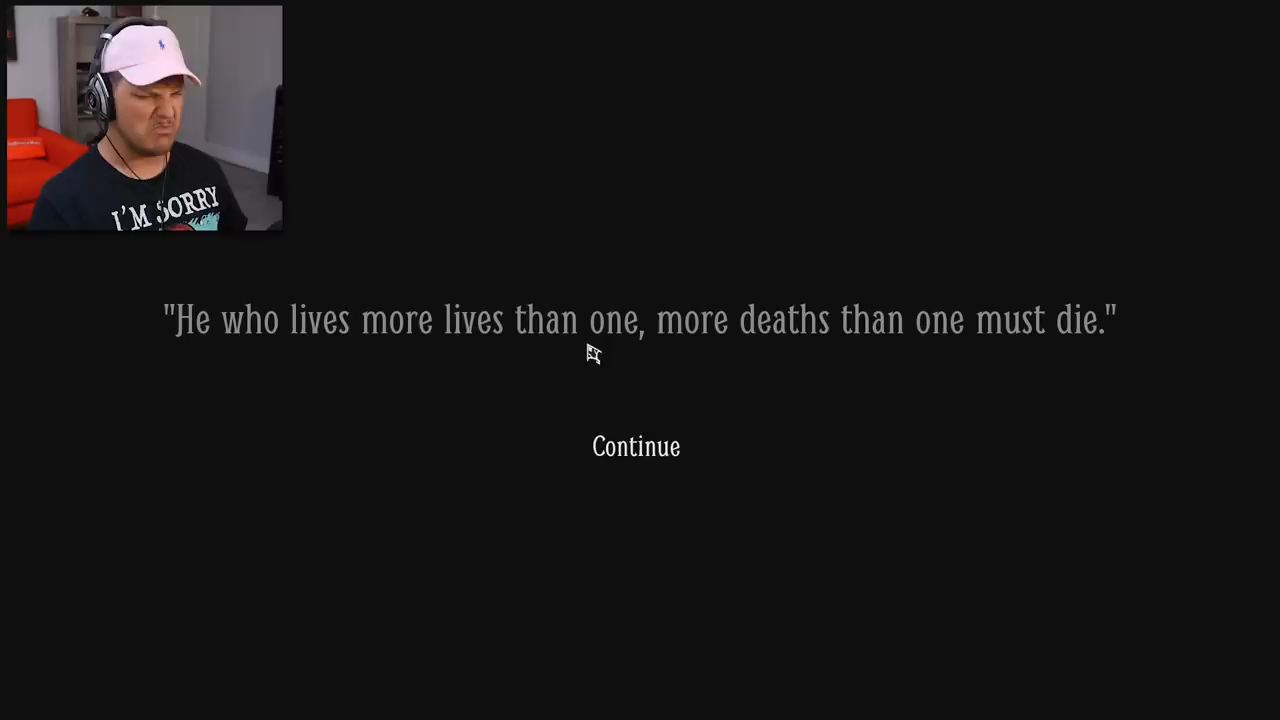 I'M SORRY
"He who lives more lives than one, more deaths than one must die."
Continue